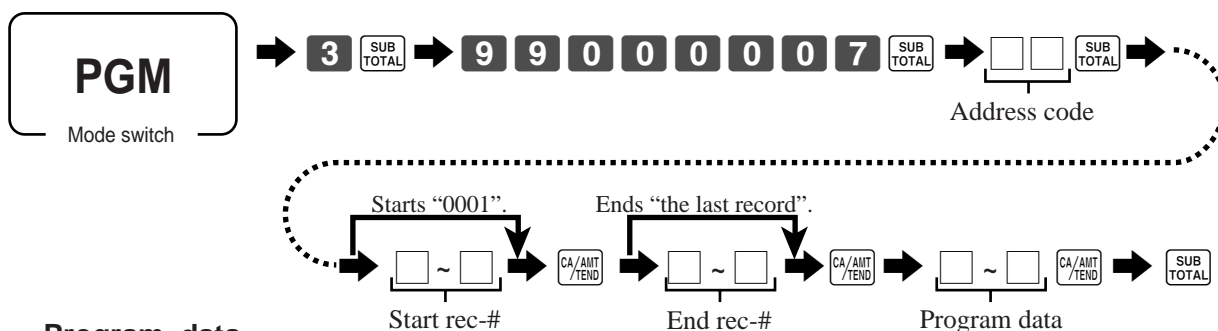 PGM
Mode switch
3 SUB TOTAL 9 9 0 0 0 0 0 7 SUB TOTAL SUB TOTAL
Address code
Starts “0001”. Ends “the last record”.
~ CA/AMT /TEND ~ CA/AMT /TEND ~ CA/AMT /TEND SUB TOTAL
Start rec-# End rec-# Program data
Program data